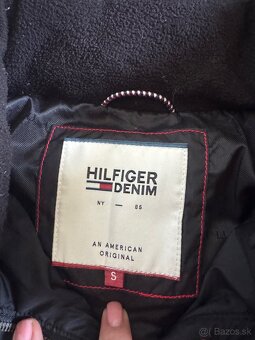 HILFIGER
DENIM
NY — 85
AN AMERICAN
ORIGINAL
S
Bazos.sk